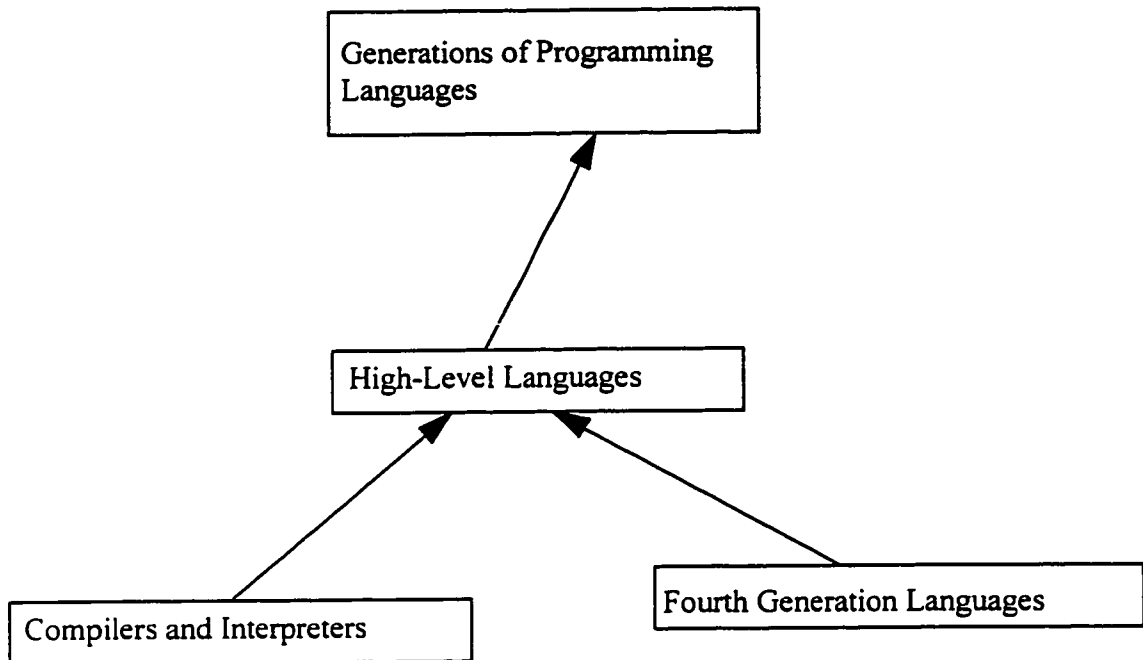 Generations of Programming
Languages
High-Level Languages
Compilers and Interpreters
Fourth Generation Languages